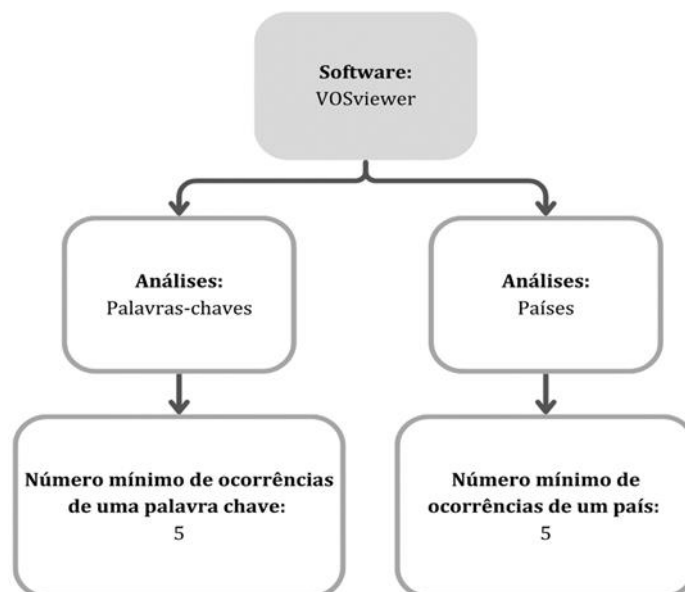 Software:
VOSviewer
Análises:
Palavras-chaves
Análises:
Países
Número mínimo de ocorrências
de uma palavra chave:
5
Número mínimo de
ocorrências de um país:
5